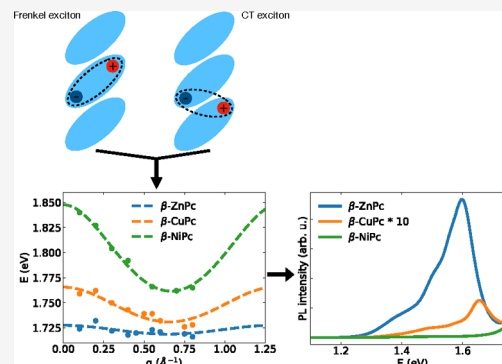 Frenkel exciton
CT exciton
+
-
-
+
1.850
1.825
1.800
1.775
1.750
1.725
E (eV)
β-ZnPc
β-CuPc
β-NiPc
0.00 0.25 0.50 0.75 1.00 1.25
q (Å⁻¹)
PL intensity (arb. u.)
β-ZnPc
β-CuPc * 10
β-NiPc
1.2 1.4 1.6
E (eV)